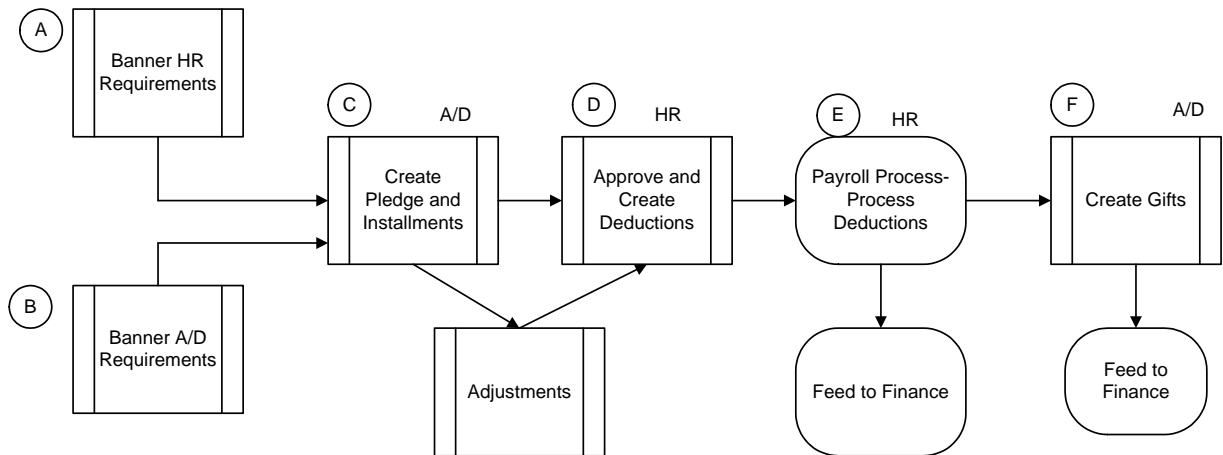 A
Banner HR
Requirements
B
Banner A/D
Requirements
C
A/D
Create
Pledge and
Installments
D
HR
Approve and
Create
Deductions
Adjustments
E
HR
Payroll Process-
Process
Deductions
Feed to Finance
F
A/D
Create Gifts
Feed to
Finance